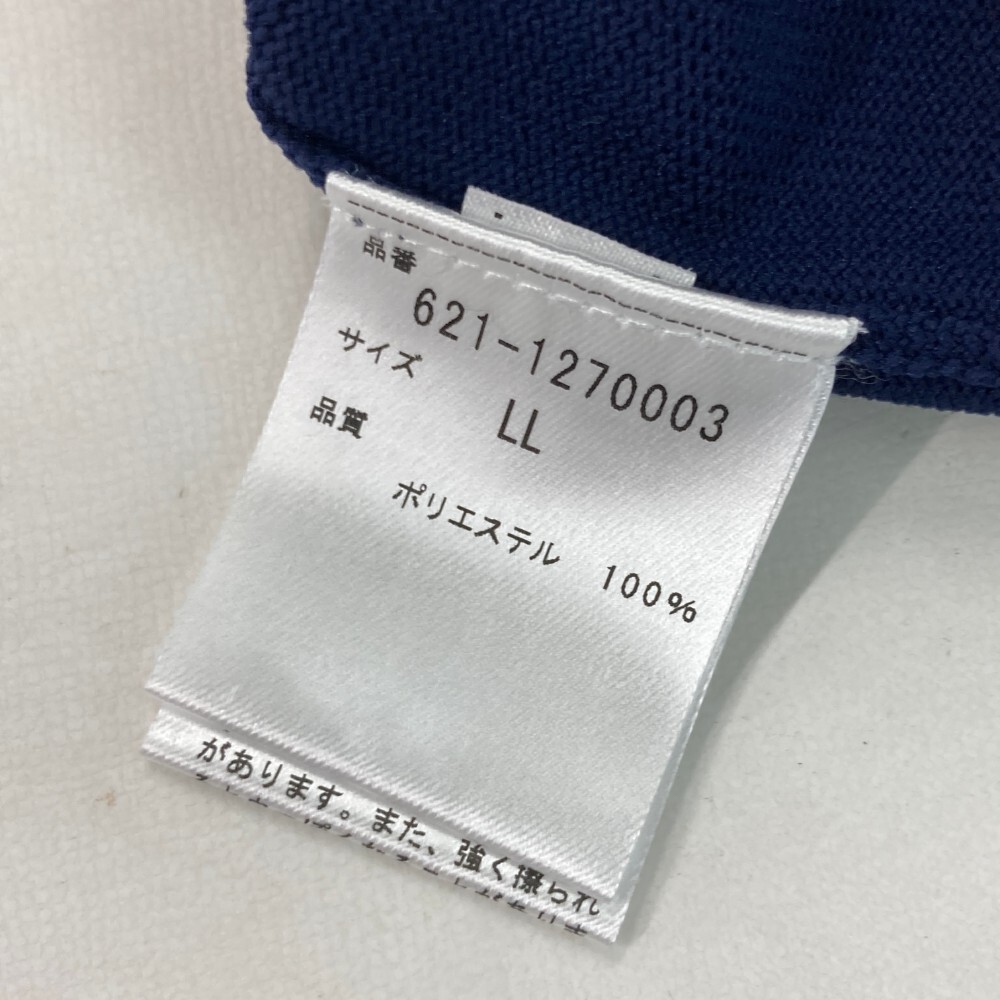 品番
621-1270003
サイズ
LL
品質
ポリエステル 100%
があります。また、強く擦られ